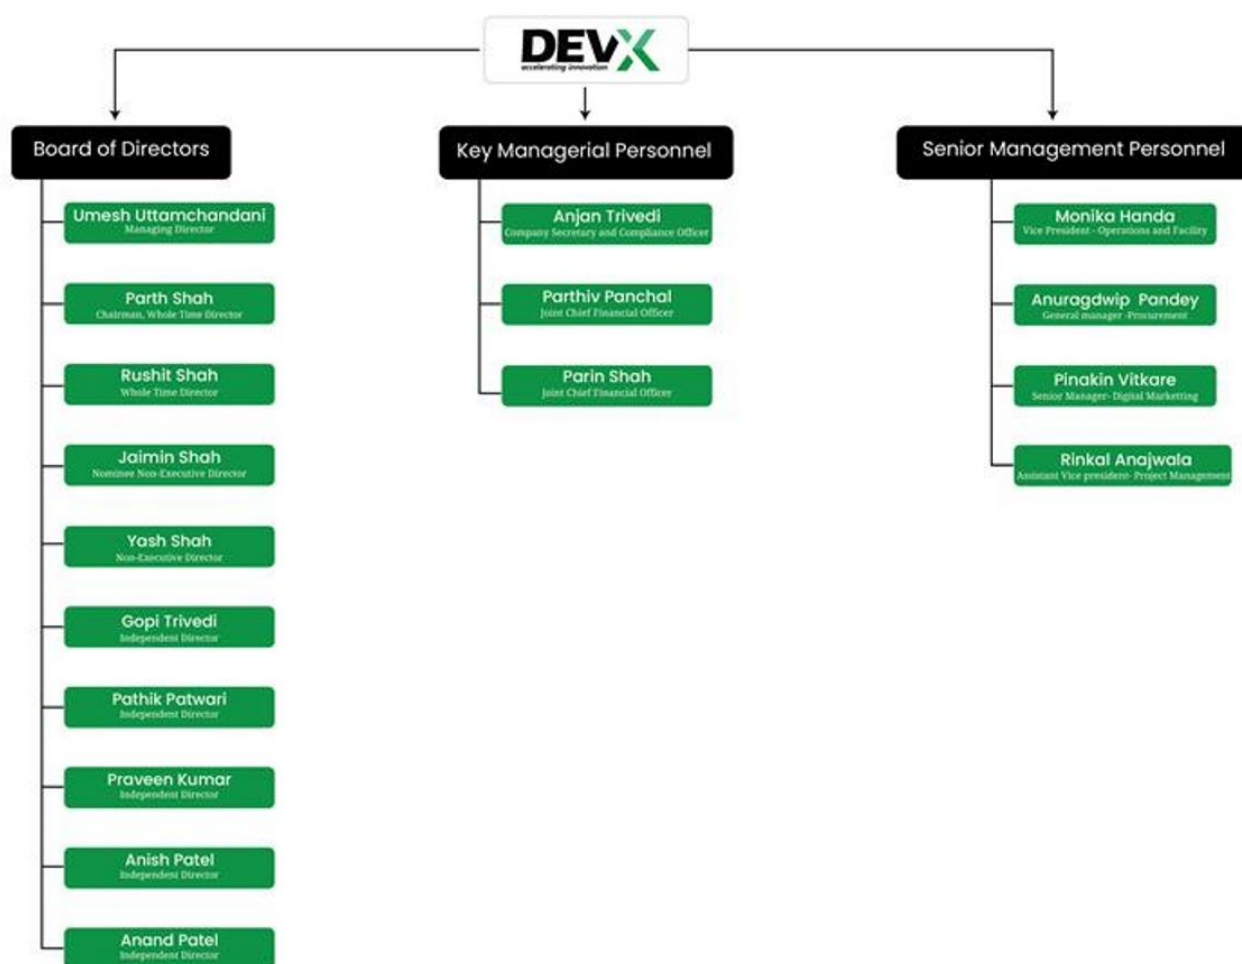 DEVX
accelerating innovation
Board of Directors
Umesh Uttamchandani
Managing Director
Parth Shah
Chairman, Whole Time Director
Rushit Shah
Whole Time Director
Jaimin Shah
Nominee Non-Executive Director
Yash Shah
Non-Executive Director
Gopi Trivedi
Independent Director
Pathik Patwari
Independent Director
Praveen Kumar
Independent Director
Anish Patel
Independent Director
Anand Patel
Independent Director
Key Managerial Personnel
Anjan Trivedi
Company Secretary and Compliance Officer
Parthiv Panchal
Joint Chief Financial Officer
Parin Shah
Joint Chief Financial Officer
Senior Management Personnel
Monika Handa
Vice President - Operations and Facility
Anuragdwip Pandey
General manager -Procurement
Pinakin Vitkare
Senior Manager- Digital Marketting
Rinkal Anajwala
Assistant Vice president- Project Management